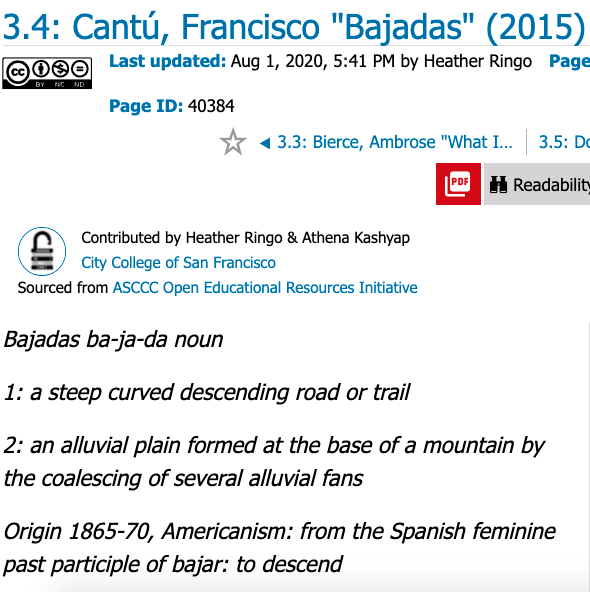 3.4: Cantú, Francisco "Bajadas" (2015)
Last updated: Aug 1, 2020, 5:41 PM by Heather Ringo Page
BY NC ND
Page ID: 40384
3.3: Bierce, Ambrose "What I... 3.5: Do
PDF Readability
Contributed by Heather Ringo & Athena Kashyap
City College of San Francisco
Sourced from ASCCC Open Educational Resources Initiative
Bajadas ba-ja-da noun
1: a steep curved descending road or trail
2: an alluvial plain formed at the base of a mountain by
the coalescing of several alluvial fans
Origin 1865-70, Americanism: from the Spanish feminine
past participle of bajar: to descend